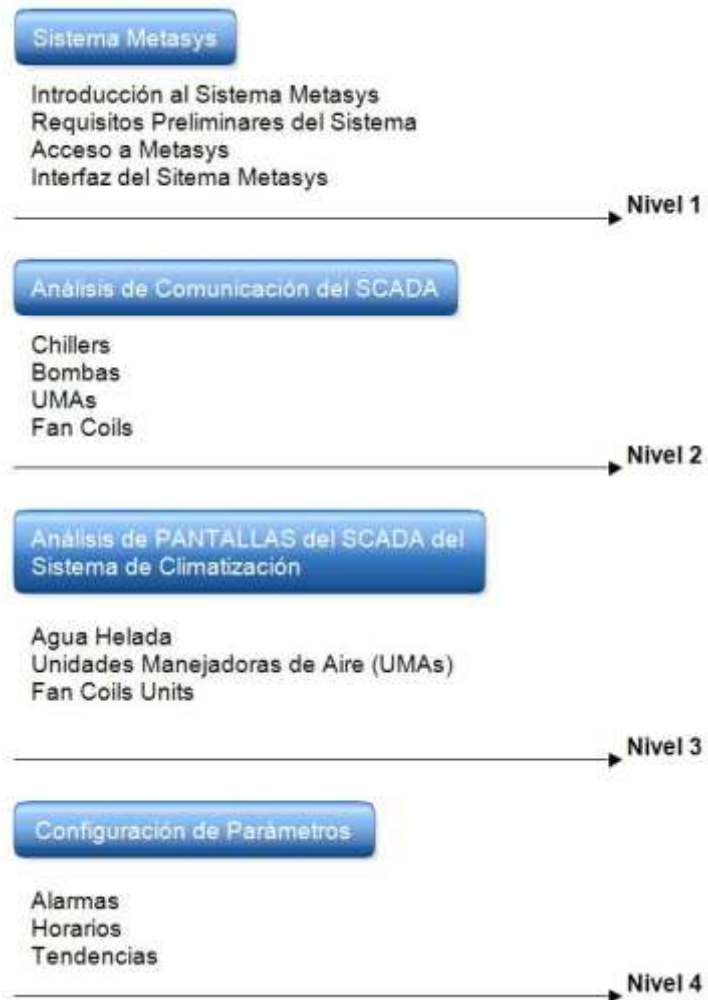 Sistema Metasys
Introducción al Sistema Metasys
Requisitos Preliminares del Sistema
Acceso a Metasys
Interfaz del Sitema Metasys
Nivel 1
Análisis de Comunicación del SCADA
Chillers
Bombas
UMAs
Fan Coils
Nivel 2
Análisis de PANTALLAS del SCADA del
Sistema de Climatización
Agua Helada
Unidades Manejadoras de Aire (UMAs)
Fan Coils Units
Nivel 3
Configuración de Parámetros
Alarmas
Horarios
Tendencias
Nivel 4